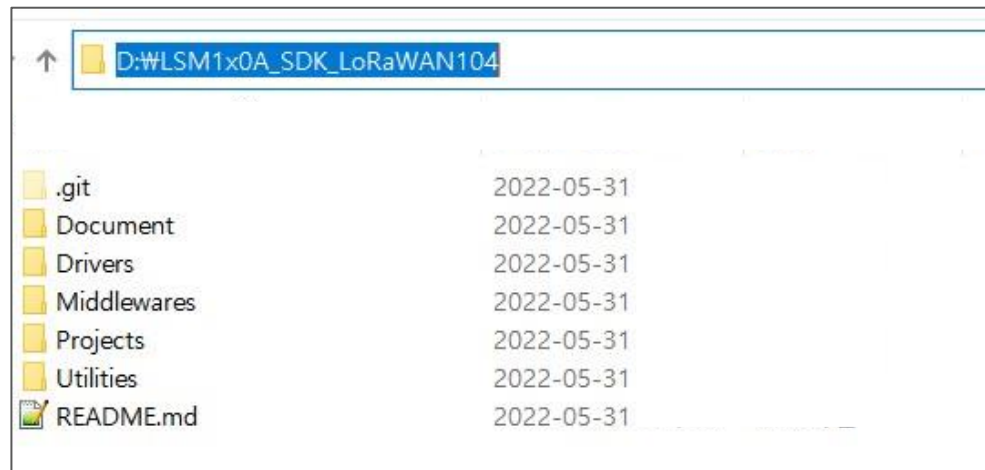 D:₩LSM1x0A_SDK_LoRaWAN104
.git 2022-05-31
Document 2022-05-31
Drivers 2022-05-31
Middlewares 2022-05-31
Projects 2022-05-31
Utilities 2022-05-31
README.md 2022-05-31